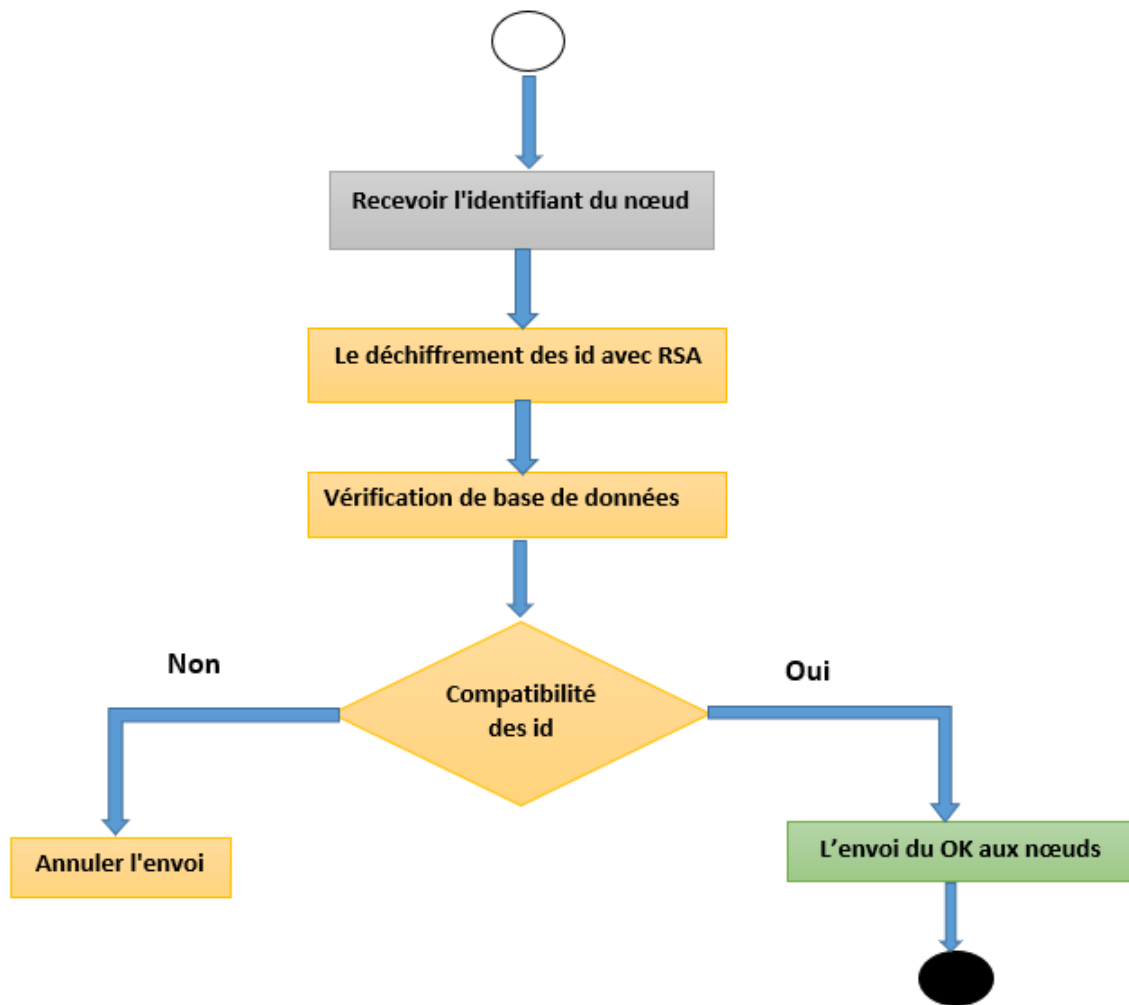 Recevoir l'identifiant du nœud
Le déchiffrement des id avec RSA
Vérification de base de données
Non
Oui
Compatibilité
des id
Annuler l'envoi
L’envoi du OK aux nœuds